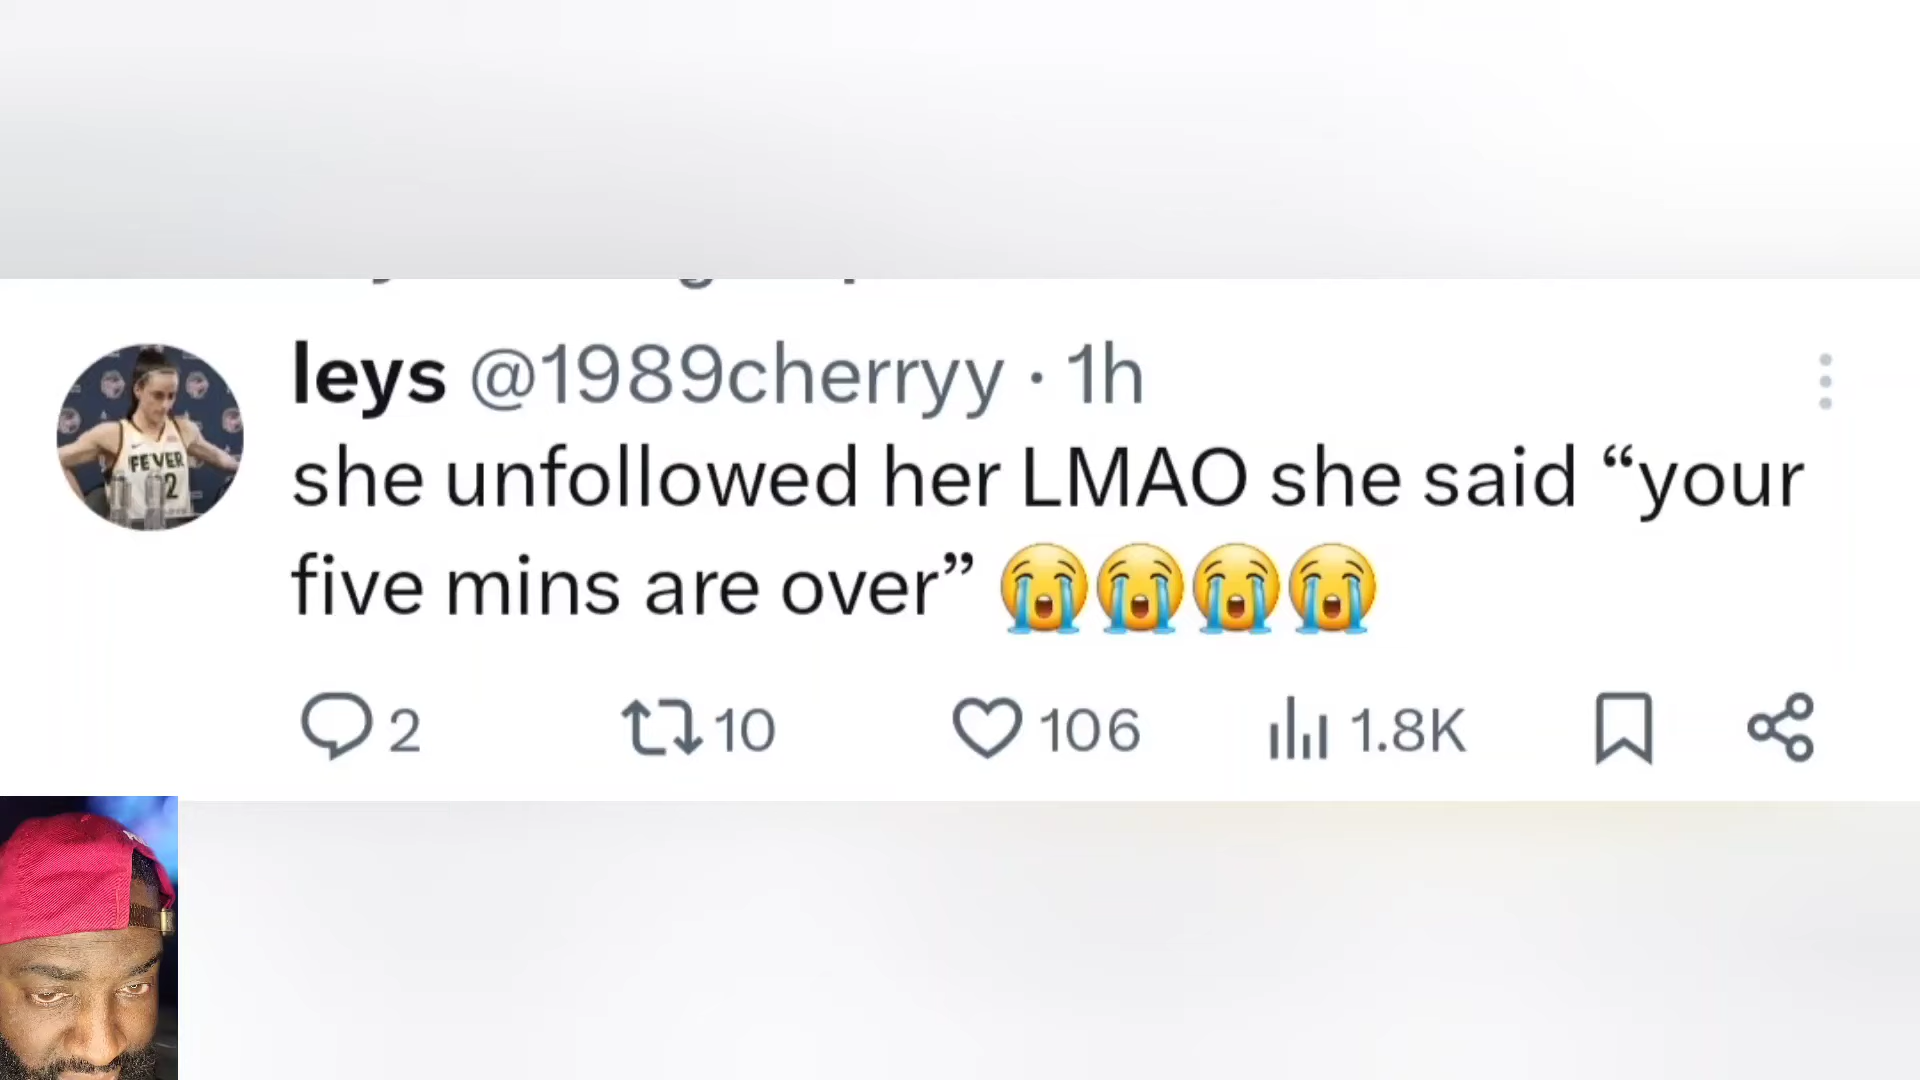 leys @1989cherryy · 1h
she unfollowed her LMAO she said “your
five mins are over” 😭😭😭😭
2 10 106 1.8K
FEVER
2